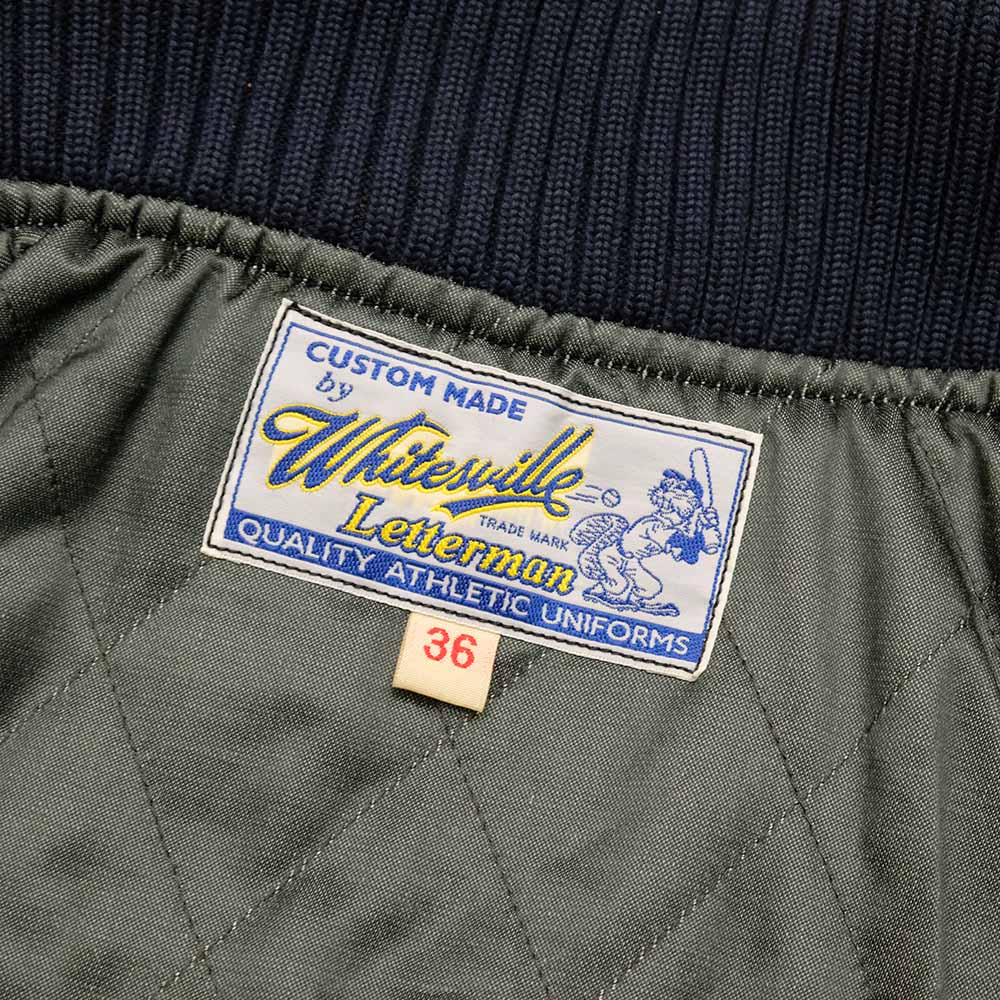 CUSTOM MADE
by
Whitesville
Letterman
TRADE MARK
QUALITY ATHLETIC UNIFORMS
36